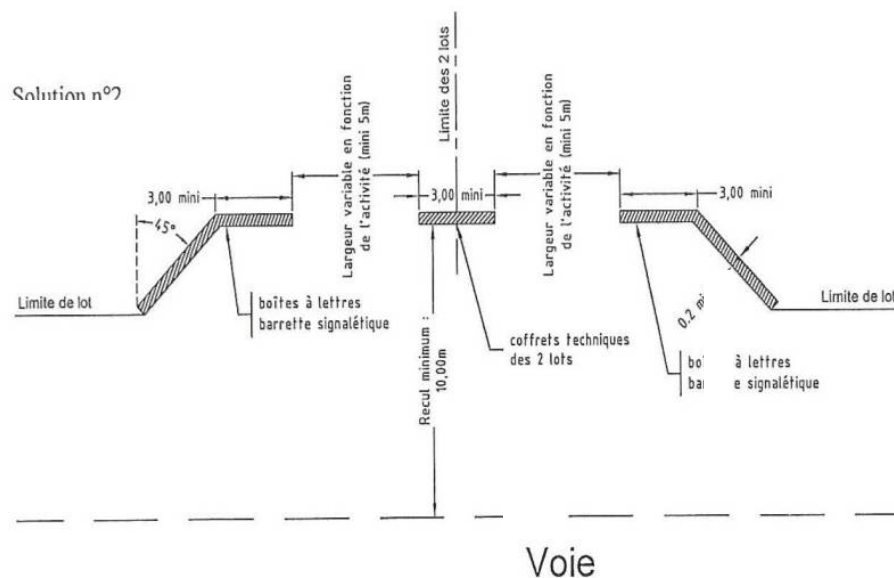 Solution n°2
Limite des 2 lots
Largeur variable en fonction
de l'activité (mini 5m)
Largeur variable en fonction
de l'activité (mini 5m)
3,00 mini
3,00 mini
3,00 mini
45°
Limite de lot
Limite de lot
boîtes à lettres
barrette signalétique
0.2
Recul minimum :
10,00m
coffrets techniques
des 2 lots
à lettres
signalétique
Voie